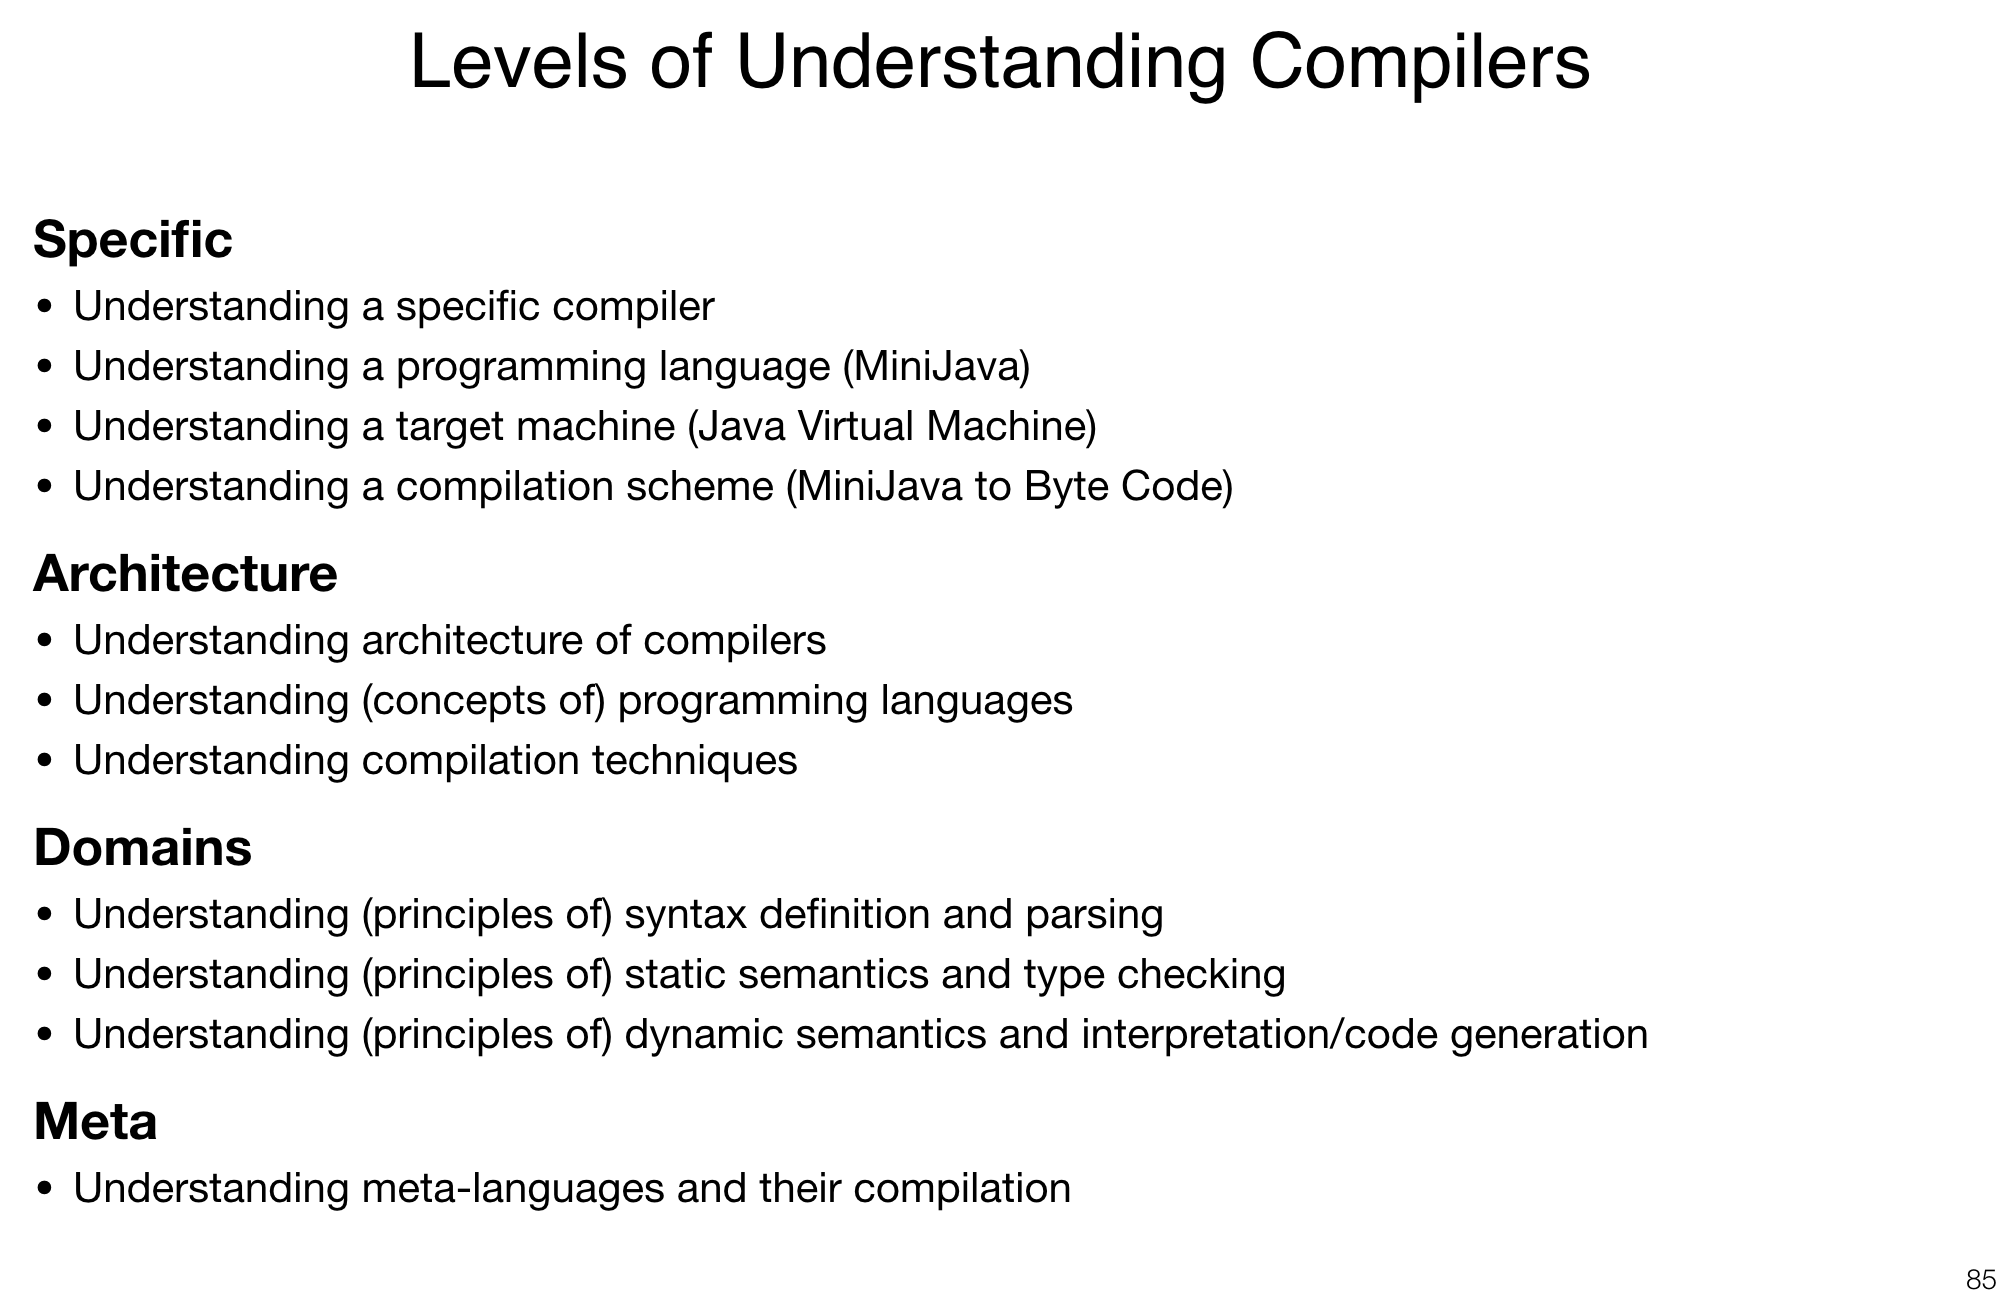 Levels of Understanding Compilers
Specific
• Understanding a specific compiler
• Understanding a programming language (MiniJava)
• Understanding a target machine (Java Virtual Machine)
• Understanding a compilation scheme (MiniJava to Byte Code)
Architecture
• Understanding architecture of compilers
• Understanding (concepts of) programming languages
• Understanding compilation techniques
Domains
• Understanding (principles of) syntax definition and parsing
• Understanding (principles of) static semantics and type checking
• Understanding (principles of) dynamic semantics and interpretation/code generation
Meta
• Understanding meta-languages and their compilation
85